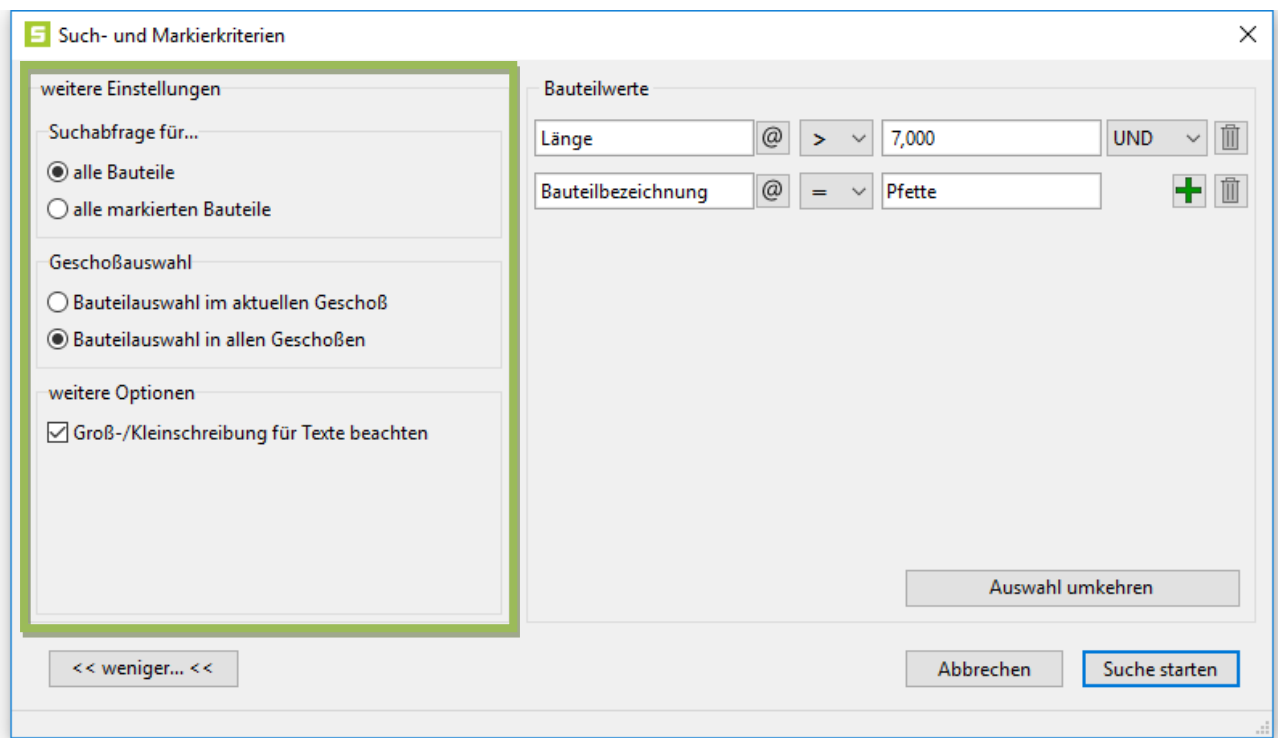 Such- und Markierkriterien
weitere Einstellungen
Suchabfrage für...
alle Bauteile
alle markierten Bauteile
Geschoßauswahl
Bauteilauswahl im aktuellen Geschoß
Bauteilauswahl in allen Geschoßen
weitere Optionen
Groß-/Kleinschreibung für Texte beachten
Bauteilwerte
Länge @ > 7,000 UND
Bauteilbezeichnung @ = Pfette
Auswahl umkehren
<< weniger... <<
Abbrechen
Suche starten